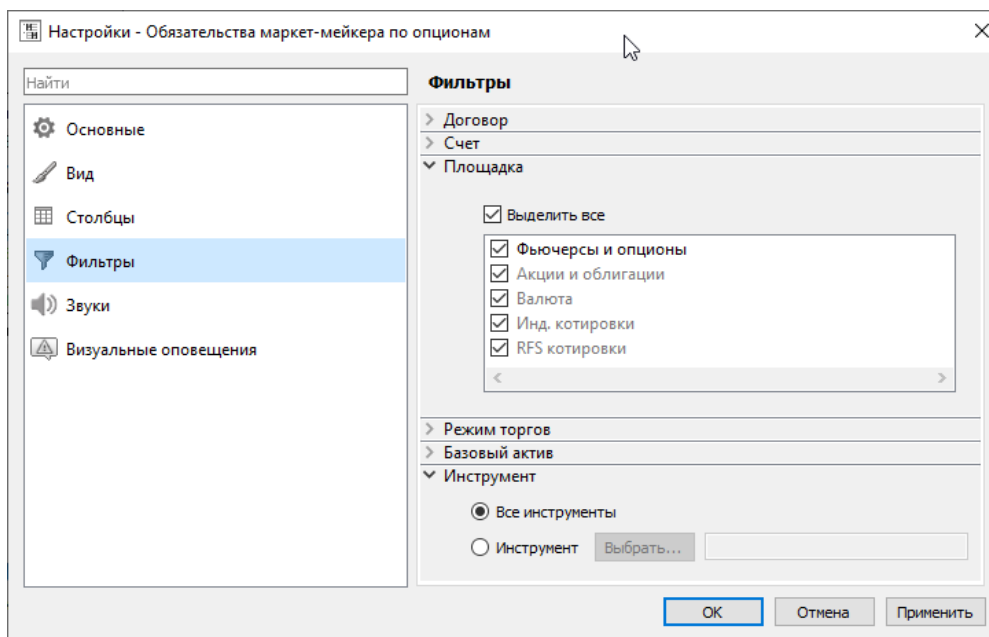 Настройки - Обязательства маркет-мейкера по опционам
Найти
Основные
Вид
Столбцы
Фильтры
Звуки
Визуальные оповещения
Фильтры
Договор
Счет
Площадка
Выделить все
Фьючерсы и опционы
Акции и облигации
Валюта
Инд. котировки
RFS котировки
Режим торгов
Базовый актив
Инструмент
Все инструменты
Инструмент Выбрать...
ОК Отмена Применить